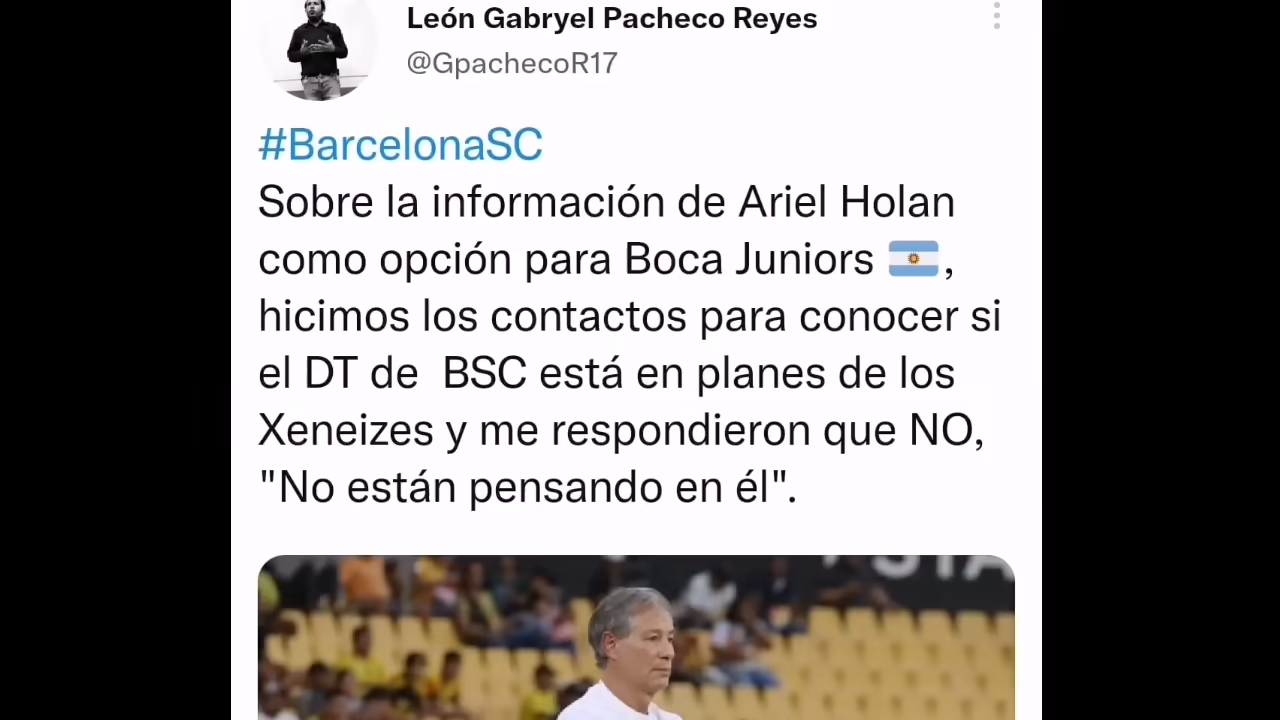 León Gabryel Pacheco Reyes
@GpachecoR17
#BarcelonaSC
Sobre la información de Ariel Holan
como opción para Boca Juniors 🇦🇷,
hicimos los contactos para conocer si
el DT de  BSC está en planes de los
Xeneizes y me respondieron que NO,
"No están pensando en él".